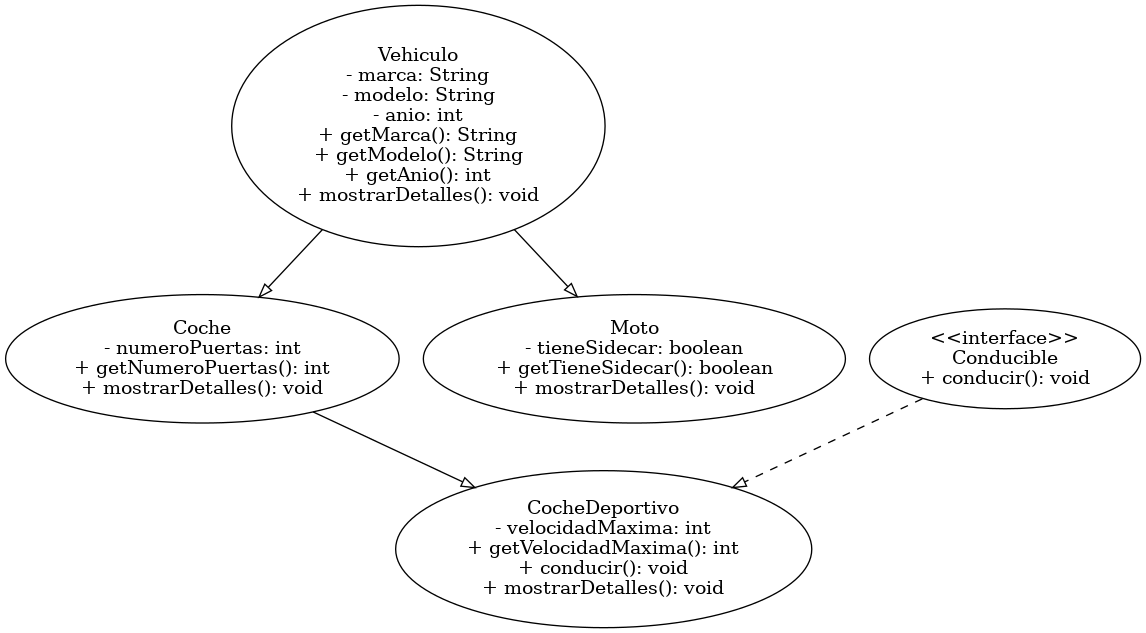 Vehiculo
- marca: String
- modelo: String
- anio: int
+ getMarca(): String
+ getModelo(): String
+ getAnio(): int
+ mostrarDetalles(): void
Coche
- numeroPuertas: int
+ getNumeroPuertas(): int
+ mostrarDetalles(): void
Moto
- tieneSidecar: boolean
+ getTieneSidecar(): boolean
+ mostrarDetalles(): void
<<interface>>
Conducible
+ conducir(): void
CocheDeportivo
- velocidadMaxima: int
+ getVelocidadMaxima(): int
+ conducir(): void
+ mostrarDetalles(): void